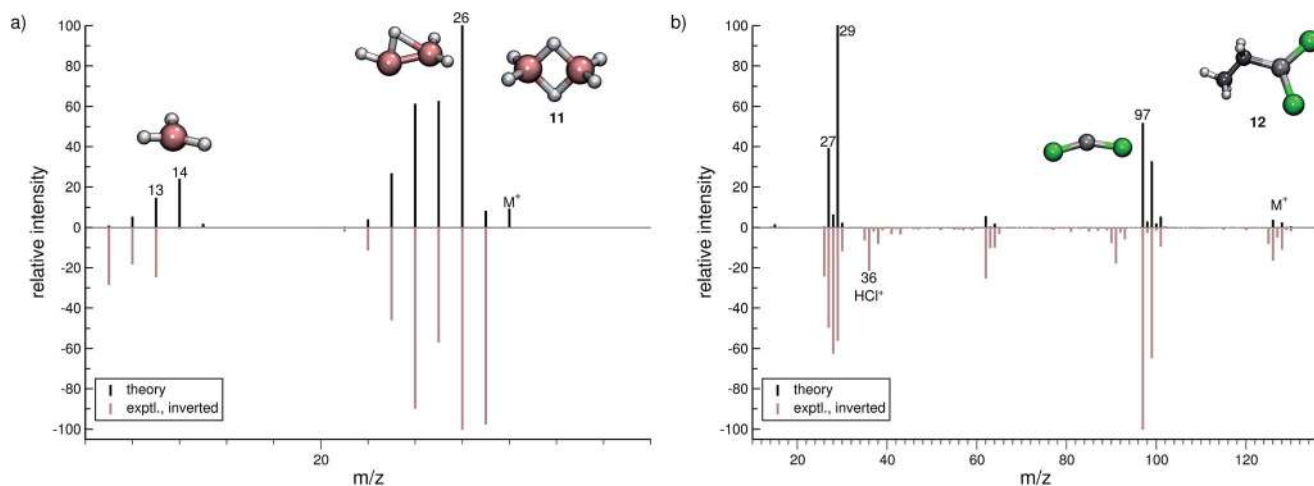 a)
100
80
60
40
20
0
-20
-40
-60
-80
-100
relative intensity
13
14
26
11
M+
theory
exptl., inverted
20
m/z
b)
100
80
60
40
20
0
-20
-40
-60
-80
-100
relative intensity
29
27
36
HCl+
97
12
M+
theory
exptl., inverted
20
40
60
80
100
120
m/z